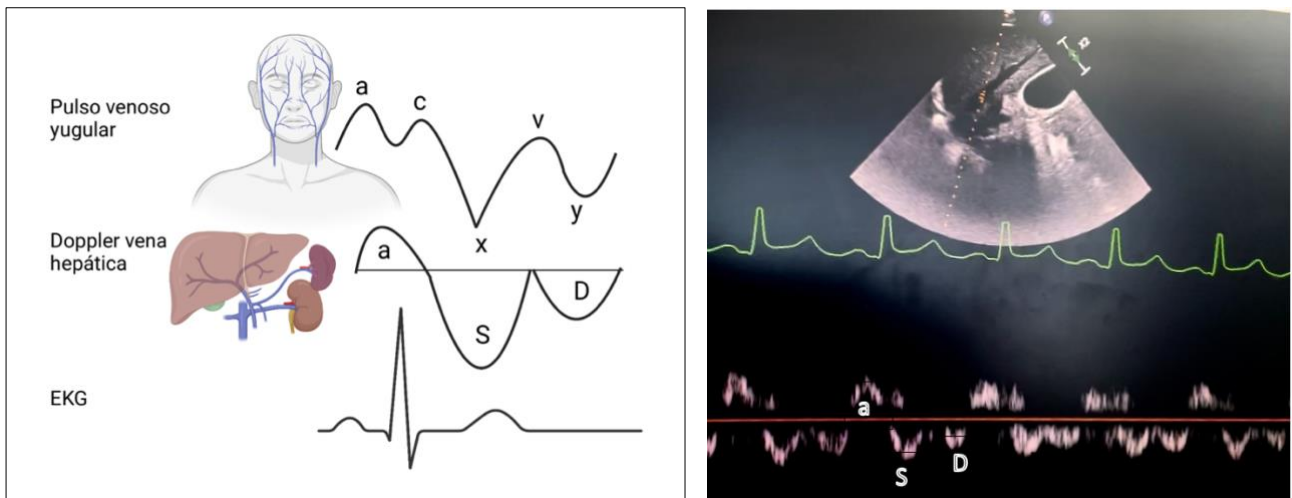 Pulso venoso
yugular
a
c
v
x
y
Doppler vena
hepática
a
S
D
EKG
a
S
D